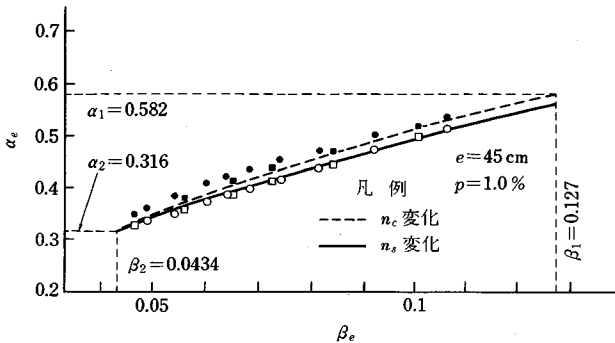 0.7
0.6
α₁=0.582
0.5
αₑ
α₂=0.316
e=45 cm
凡 例
p=1.0%
0.4
n_c 変化
0.3
n_s 変化
β₂=0.0434
β₁=0.127
0.2
0.05
0.1
βₑ